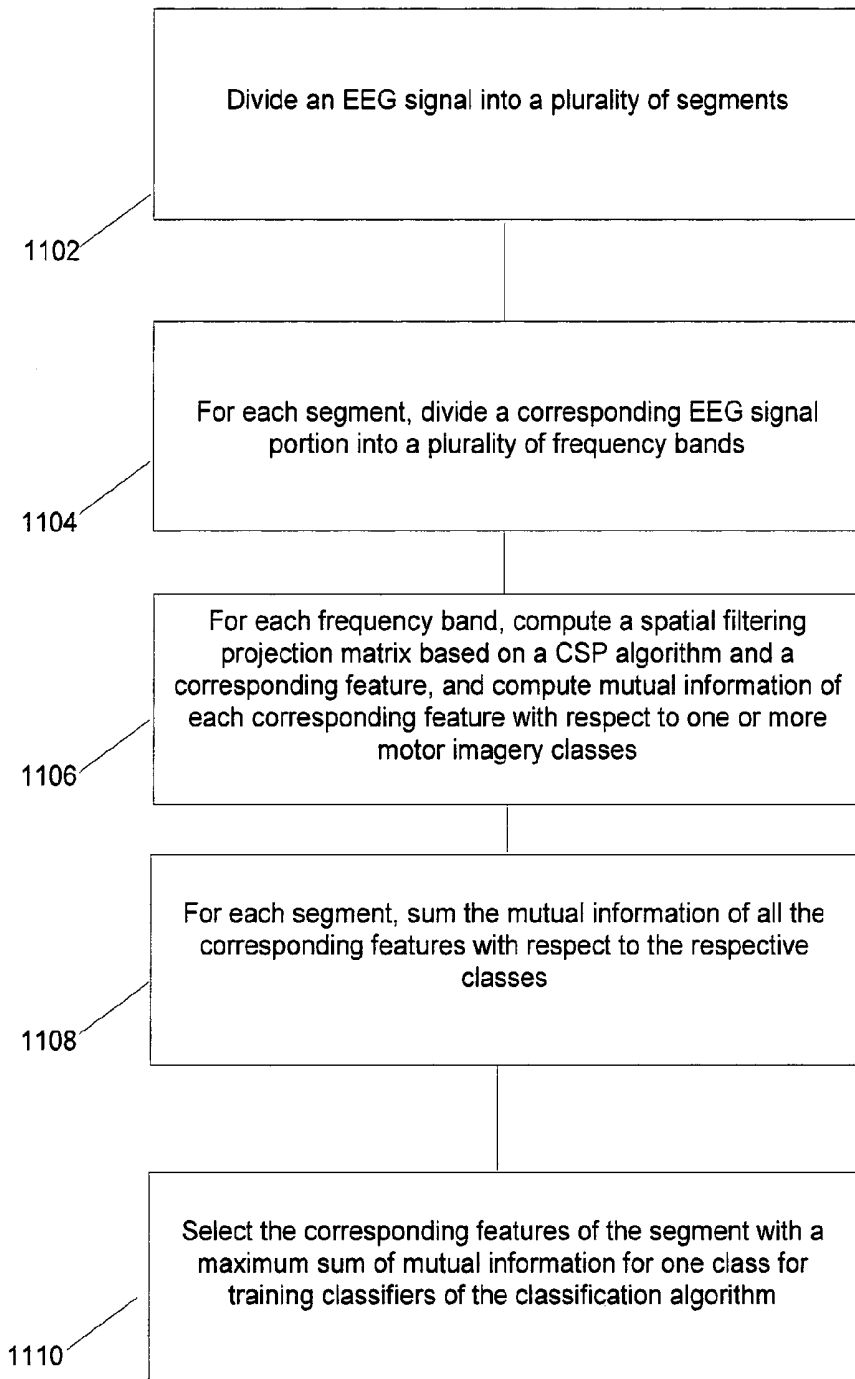 Divide an EEG signal into a plurality of segments
1102
For each segment, divide a corresponding EEG signal
portion into a plurality of frequency bands
1104
For each frequency band, compute a spatial filtering
projection matrix based on a CSP algorithm and a
corresponding feature, and compute mutual information of
each corresponding feature with respect to one or more
motor imagery classes
1106
For each segment, sum the mutual information of all the
corresponding features with respect to the respective
classes
1108
Select the corresponding features of the segment with a
maximum sum of mutual information for one class for
training classifiers of the classification algorithm
1110